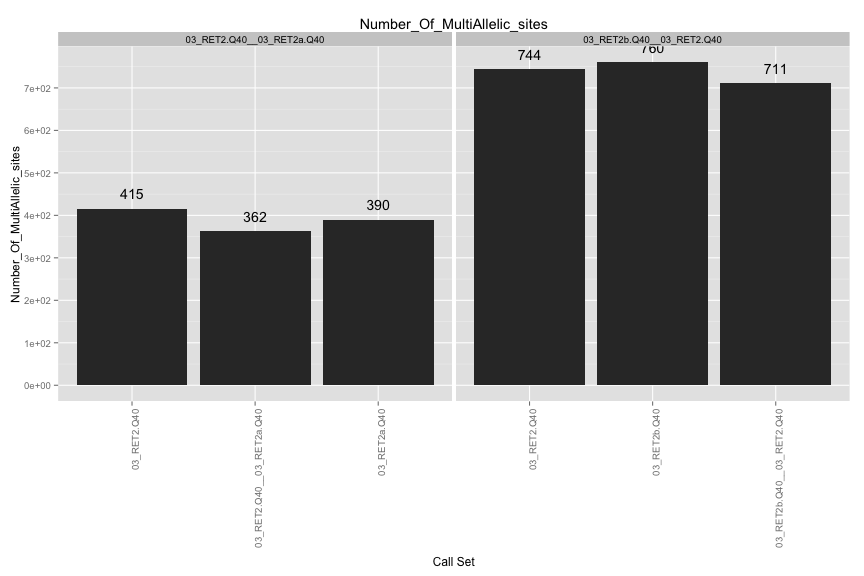 Number_Of_MultiAllelic_sites
03_RET2.Q40__03_RET2a.Q40
03_RET2b.Q40__03_RET2.Q40
Number_Of_MultiAllelic_sites
7e+02
6e+02
5e+02
4e+02
3e+02
2e+02
1e+02
0e+00
415
362
390
744
760
711
03_RET2.Q40
03_RET2.Q40__03_RET2a.Q40
03_RET2a.Q40
03_RET2.Q40
03_RET2b.Q40
03_RET2b.Q40__03_RET2.Q40
Call Set